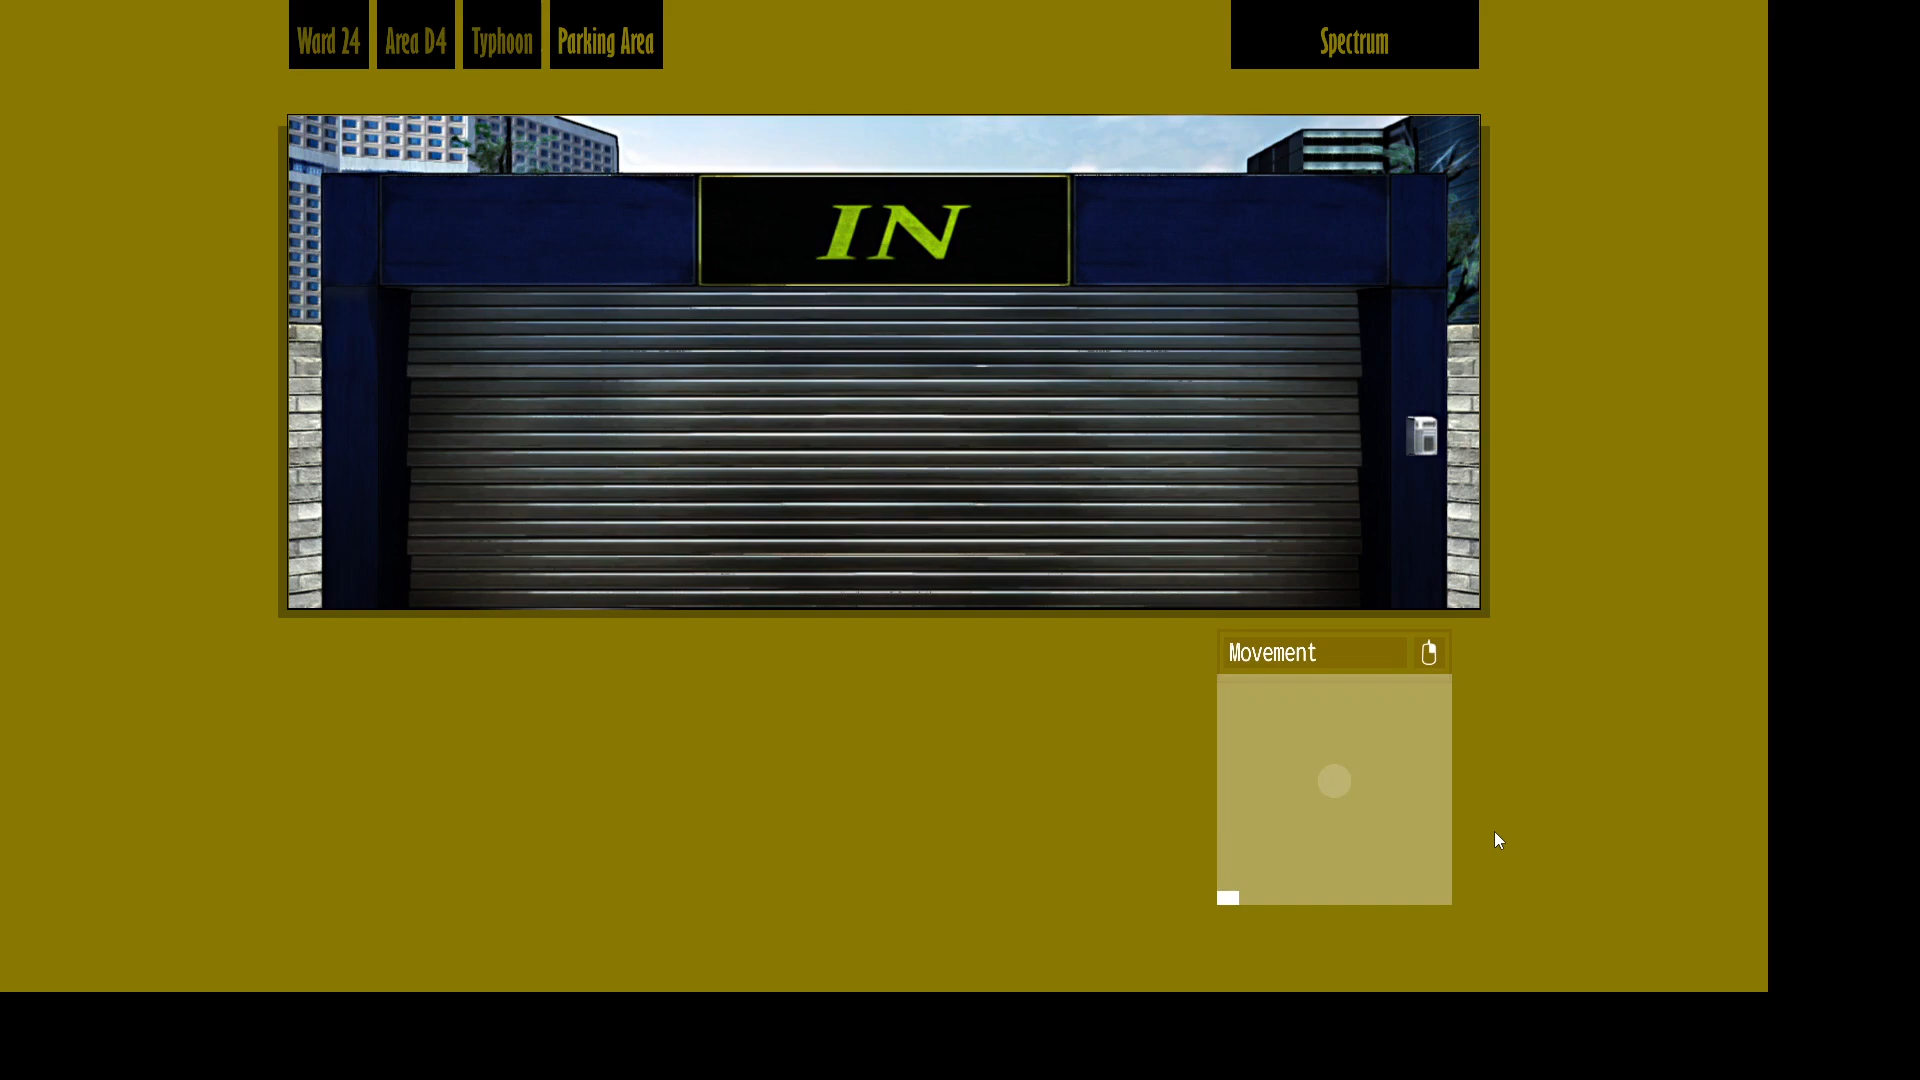 Ward 24
Area D4
Typhoon
Parking Area
Spectrum
IN
Movement